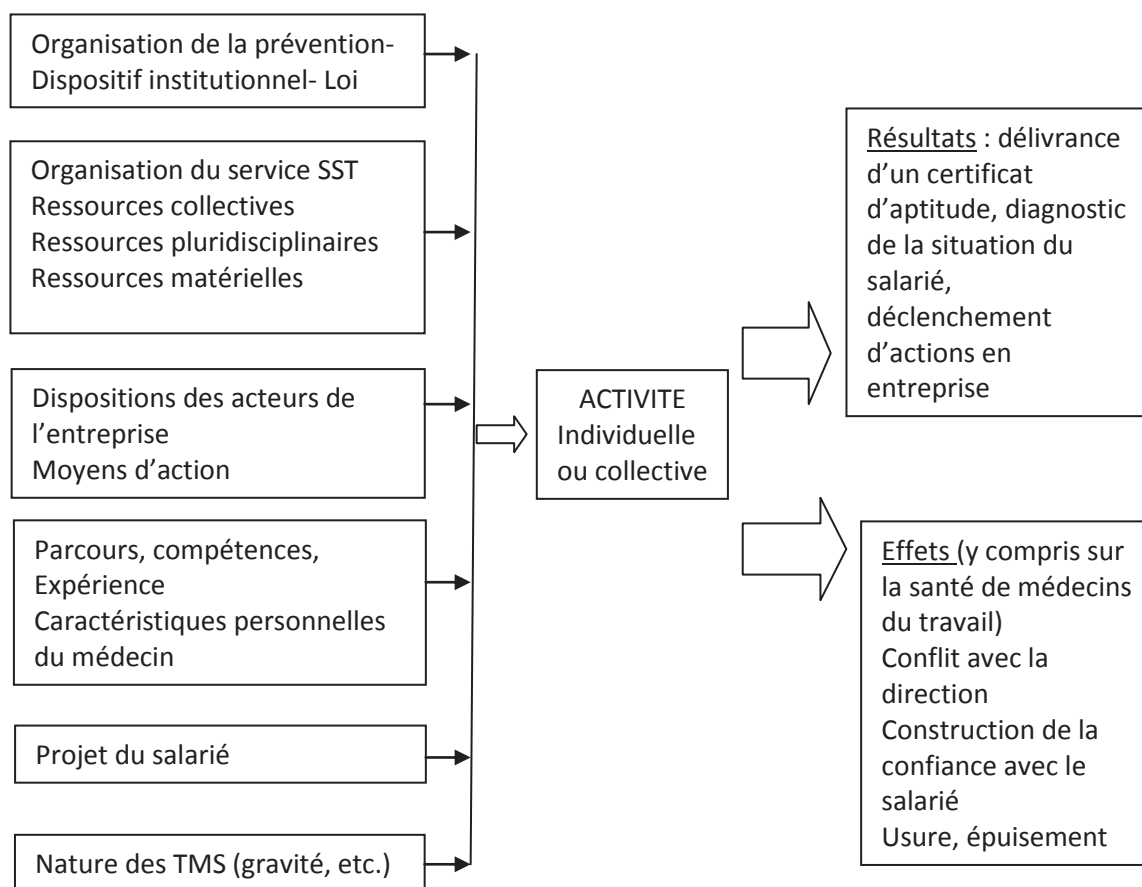 Organisation de la prévention-
Dispositif institutionnel- Loi
Organisation du service SST
Ressources collectives
Ressources pluridisciplinaires
Ressources matérielles
Dispositions des acteurs de
l’entreprise
Moyens d’action
Parcours, compétences,
Expérience
Caractéristiques personnelles
du médecin
Projet du salarié
Nature des TMS (gravité, etc.)
ACTIVITE
Individuelle
ou collective
Résultats : délivrance
d’un certificat
d’aptitude, diagnostic
de la situation du
salarié,
déclenchement
d’actions en
entreprise
Effets (y compris sur
la santé de médecins
du travail)
Conflit avec la
direction
Construction de la
confiance avec le
salarié
Usure, épuisement